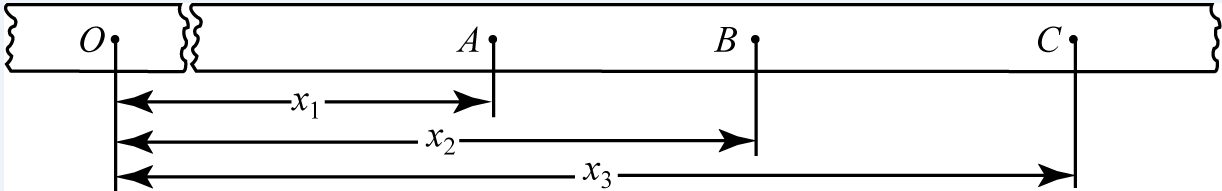 O A B C
x₁
x₂
x₃